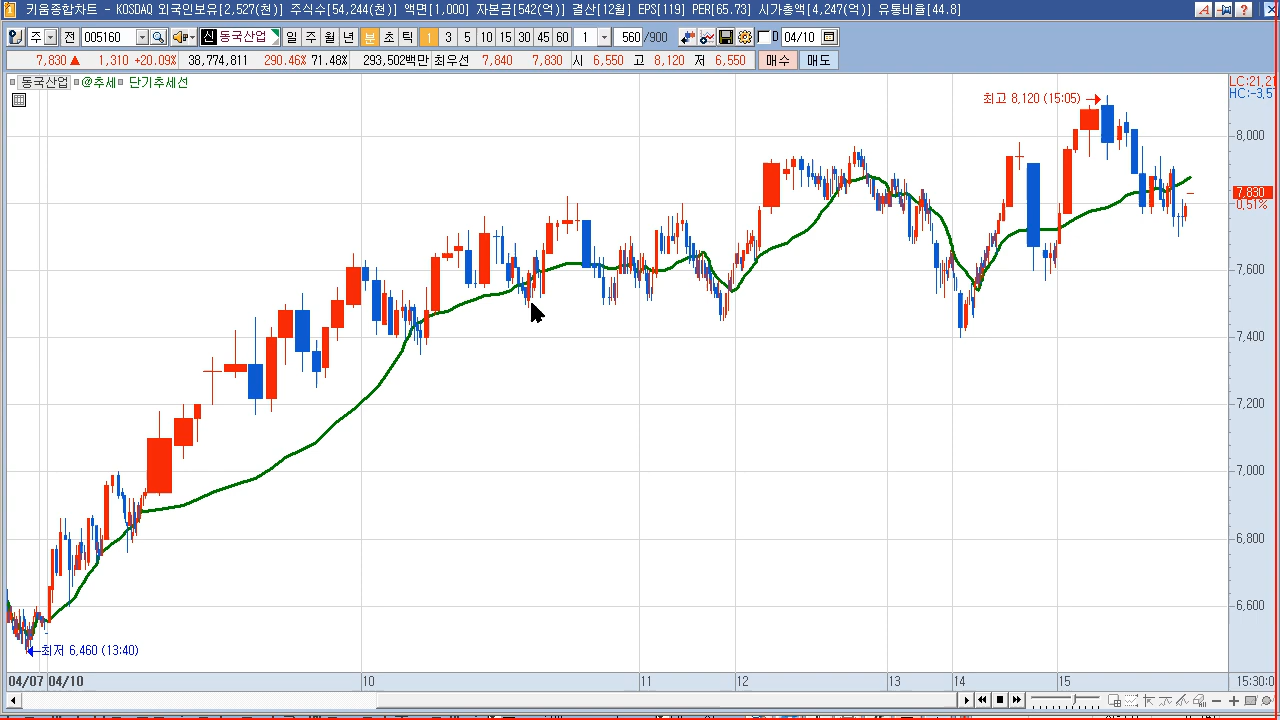 키움종합차트 - KOSDAQ 외국인보유[2,527(천)] 주식수[54,244(천)] 액면[1,000] 자본금[542(억)] 결산[12월] EPS[119] PER[65.73] 시가총액[4,247(억)] 유통비율[44.8]
주 전 005160 신 동국산업 일 주 월 년 분 초 틱 1 3 5 10 15 30 45 60 1 560 /900 D 04/10
7,830 ▲ 1,310 +20.09% 38,774,811 290.46% 71.48% 293,502백만 최우선 7,840 7,830 시 6,550 고 8,120 저 6,550 매수 매도
동국산업 @추세 단기추세선
LC:21,21
HC:-3,5
최고 8,120 (15:05)
8,000
7,830
0,51%
7,600
7,400
7,200
7,000
6,800
6,600
최저 6,460 (13:40)
04/07 04/10 10 11 12 13 14 15 15:30:0